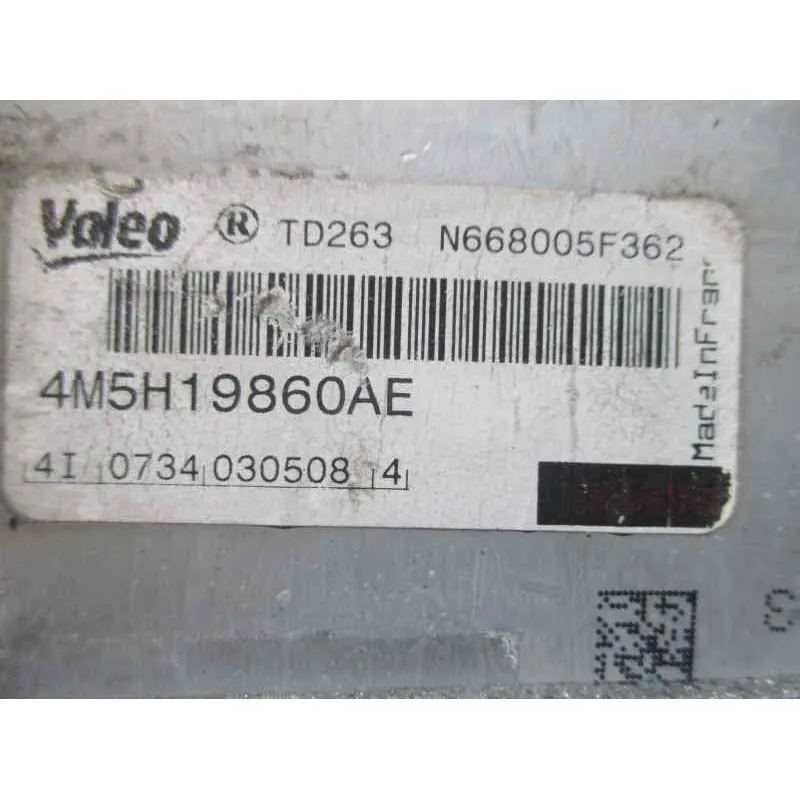 Valeo ® TD263 N668005F362
4M5H19860AE
4I 0734 030508 4
MadeInFran